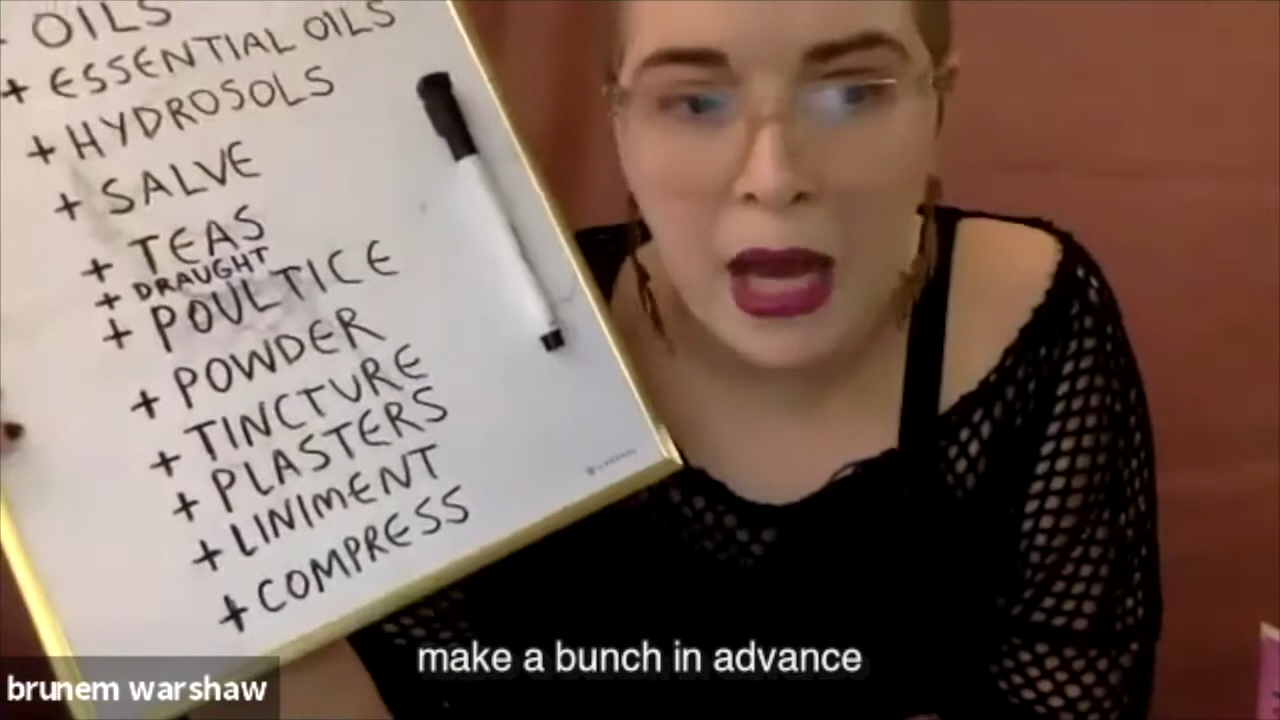 - OILS
+ ESSENTIAL OILS
+ HYDROSOLS
+ SALVE
+ TEAS
+ DRAUGHT
+ POULTICE
+ POWDER
+ TINCTURE
+ PLASTERS
+ LINIMENT
+ COMPRESS
make a bunch in advance
brunem warshaw